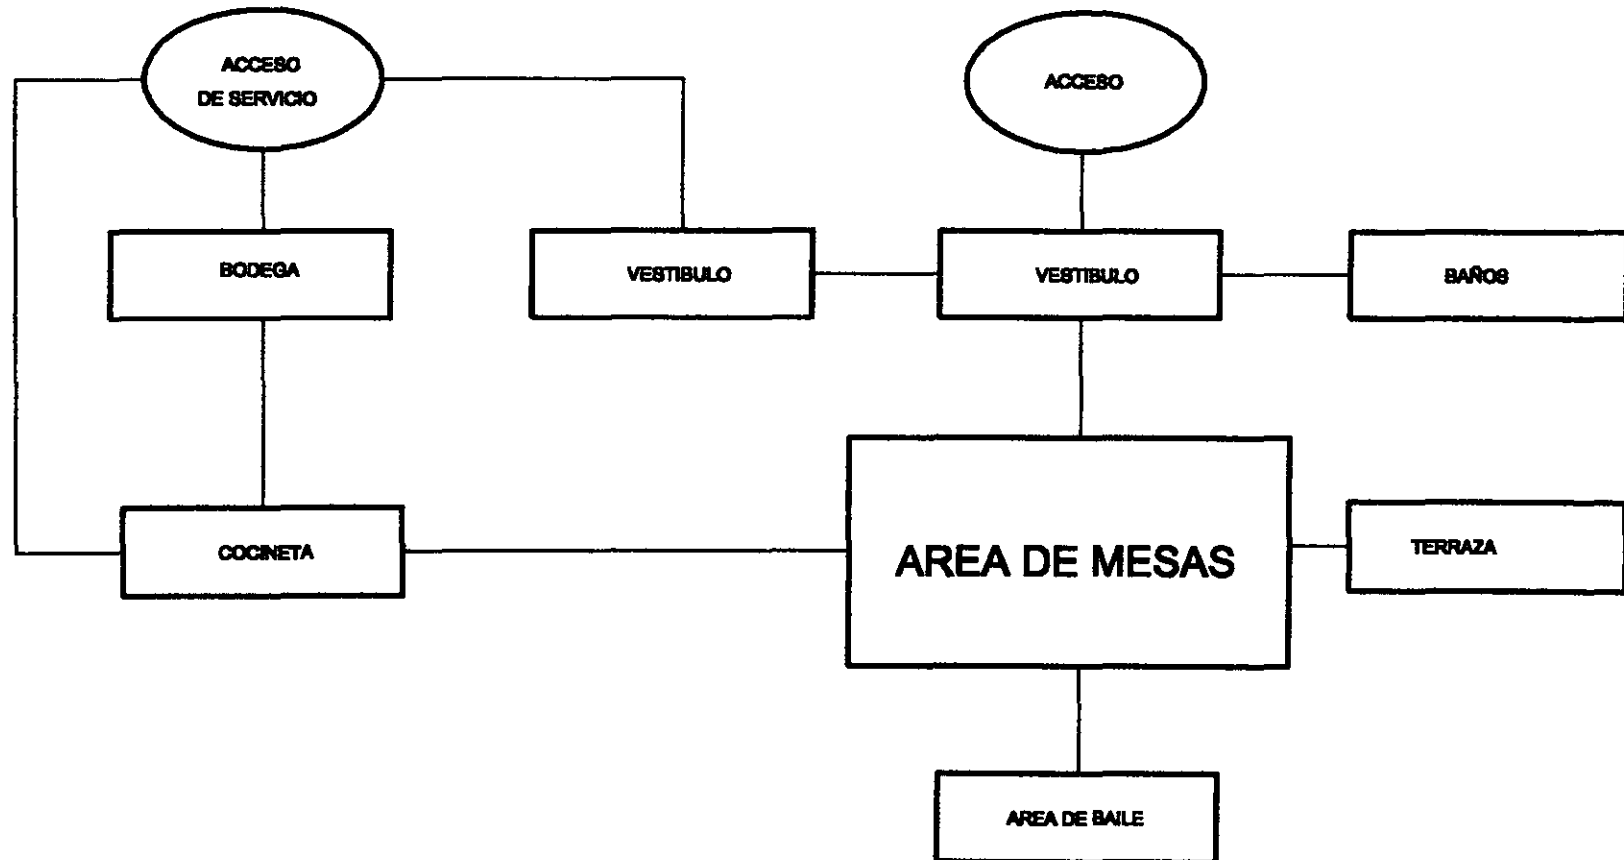 ACCESO
DE SERVICIO
ACCESO
BODEGA
VESTIBULO
VESTIBULO
BAÑOS
COCINETA
AREA DE MESAS
TERRAZA
AREA DE BAILE